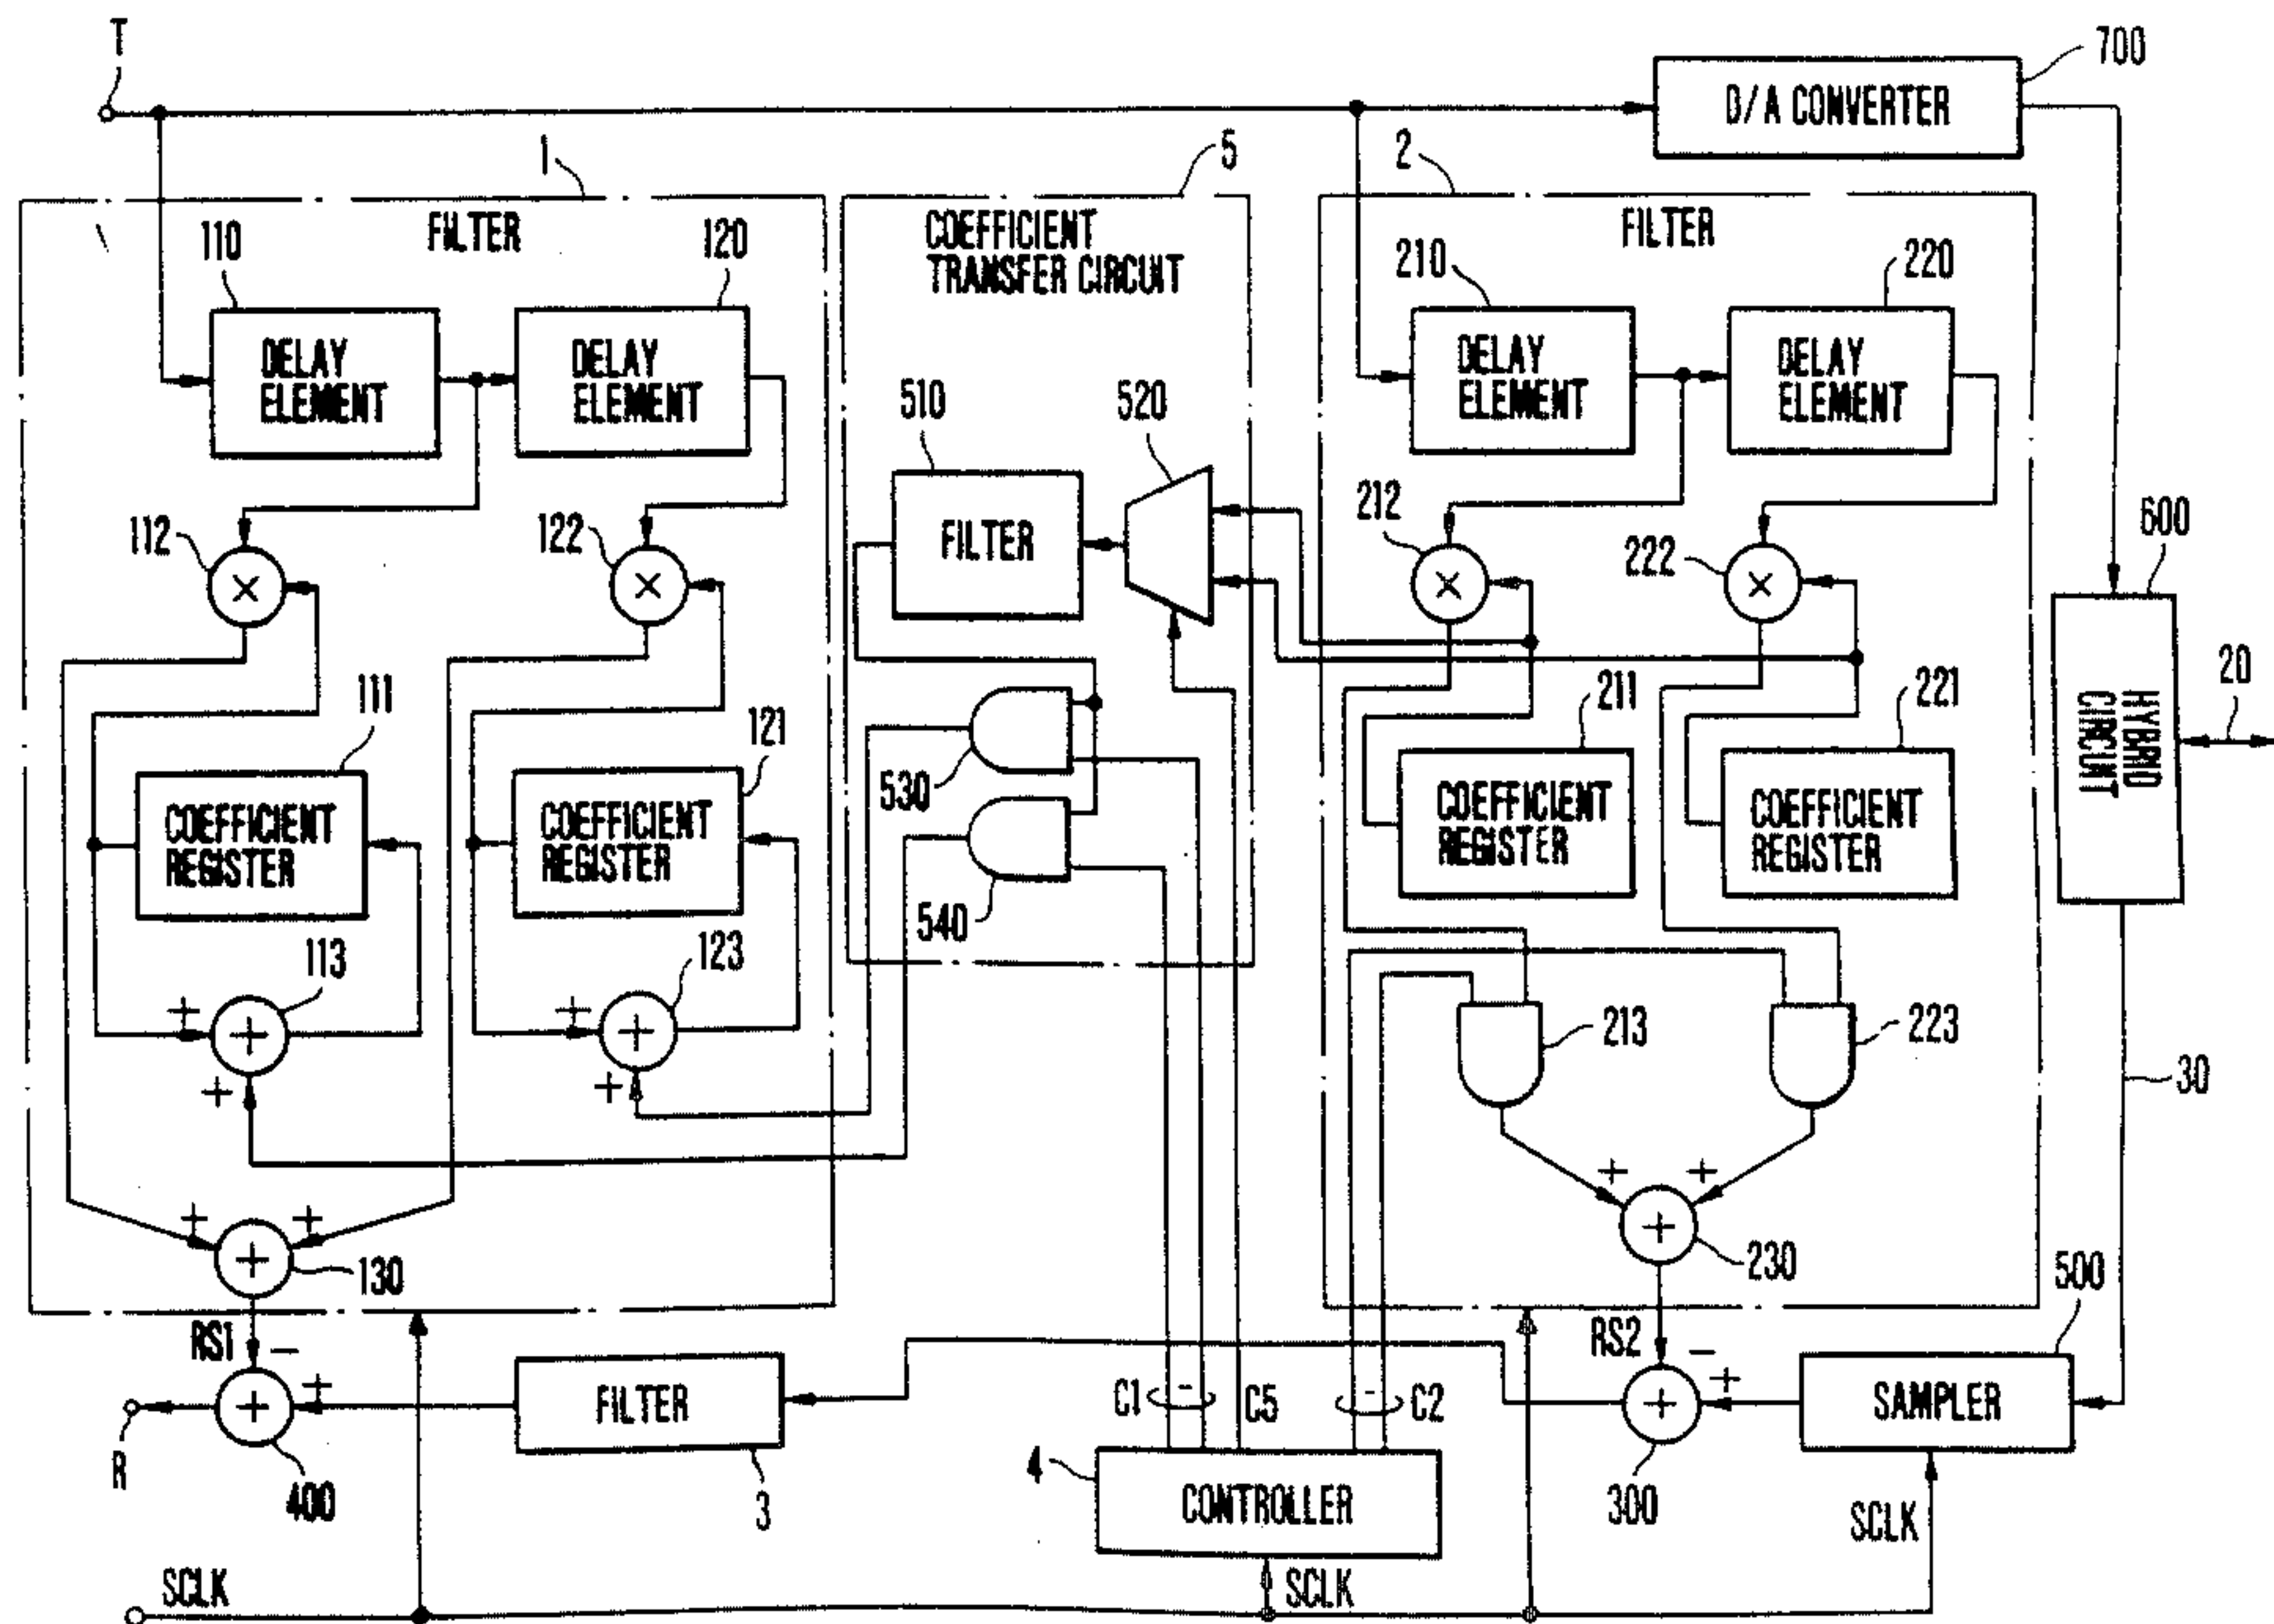 T
700
D/A CONVERTER
1
5
2
FILTER
COEFFICIENT
TRANSFER CIRCUIT
FILTER
110
120
210
220
DELAY
ELEMENT
DELAY
ELEMENT
DELAY
ELEMENT
DELAY
ELEMENT
510
520
FILTER
112
×
122
×
212
×
222
×
600
HYBRID
CIRCUIT
20
111
COEFFICIENT
REGISTER
121
COEFFICIENT
REGISTER
530
540
211
COEFFICIENT
REGISTER
221
COEFFICIENT
REGISTER
113
+
+
+
123
+
+
+
213
223
30
+
+
+
130
+
+
+
230
500
RS1
-
+
+
R
400
FILTER
3
C1
C5
C2
4
CONTROLLER
RS2
-
+
+
300
SAMPLER
SCLK
SCLK
SCLK